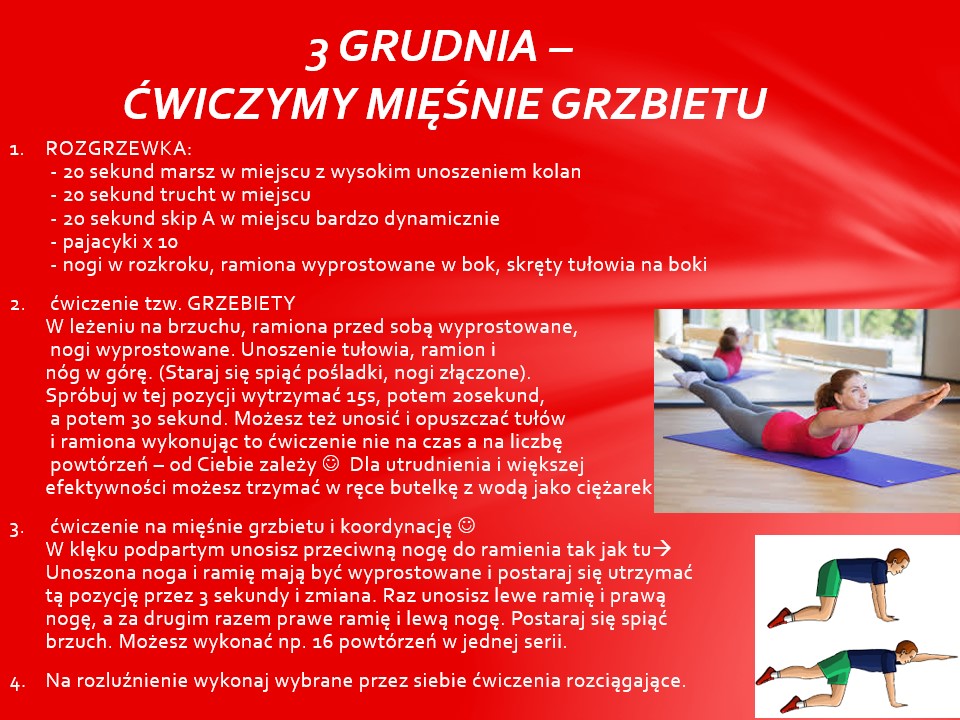 3 GRUDNIA –
ĆWICZYMY MIĘŚNIE GRZBIETU
1. ROZGRZEWKA:
- 20 sekund marsz w miejscu z wysokim unoszeniem kolan
- 20 sekund trucht w miejscu
- 20 sekund skip A w miejscu bardzo dynamicznie
- pajacyki x 10
- nogi w rozkroku, ramiona wyprostowane w bok, skręty tułowia na boki
2. ćwiczenie tzw. GRZEBIETY
W leżeniu na brzuchu, ramiona przed sobą wyprostowane,
nogi wyprostowane. Unoszenie tułowia, ramion i
nóg w górę. (Staraj się spiąć pośladki, nogi złączone).
Spróbuj w tej pozycji wytrzymać 15s, potem 20sekund,
a potem 30 sekund. Możesz też unosić i opuszczać tułów
i ramiona wykonując to ćwiczenie nie na czas a na liczbę
powtórzeń – od Ciebie zależy ☺ Dla utrudnienia i większej
efektywności możesz trzymać w ręce butelkę z wodą jako ciężarek
3. ćwiczenie na mięśnie grzbietu i koordynację ☺
W klęku podpartym unosisz przeciwną nogę do ramienia tak jak tu→
Unoszona noga i ramię mają być wyprostowane i postaraj się utrzymać
tą pozycję przez 3 sekundy i zmiana. Raz unosisz lewe ramię i prawą
nogę, a za drugim razem prawe ramię i lewą nogę. Postaraj się spiąć
brzuch. Możesz wykonać np. 16 powtórzeń w jednej serii.
4. Na rozluźnienie wykonaj wybrane przez siebie ćwiczenia rozciągające.